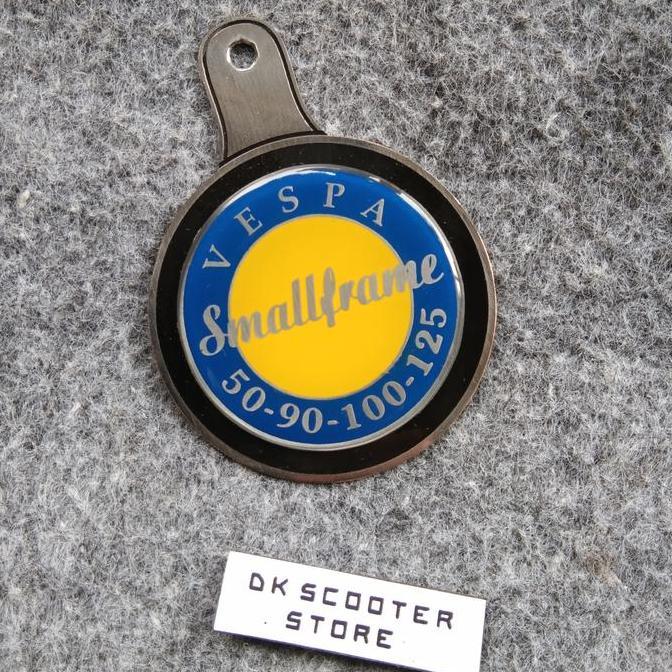 VESPA
Smallframe
50-90-100-125
DK SCOOTER
STORE